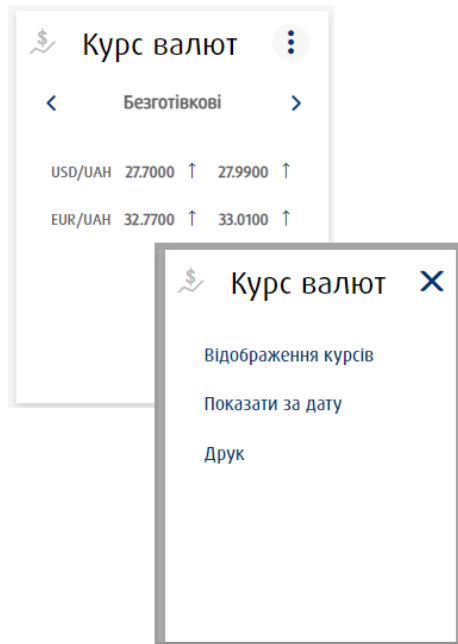 Курс валют
Безготівкові
USD/UAH 27.7000 ↑ 27.9900 ↑
EUR/UAH 32.7700 ↑ 33.0100 ↑
Курс валют
Відображення курсів
Показати за дату
Друк